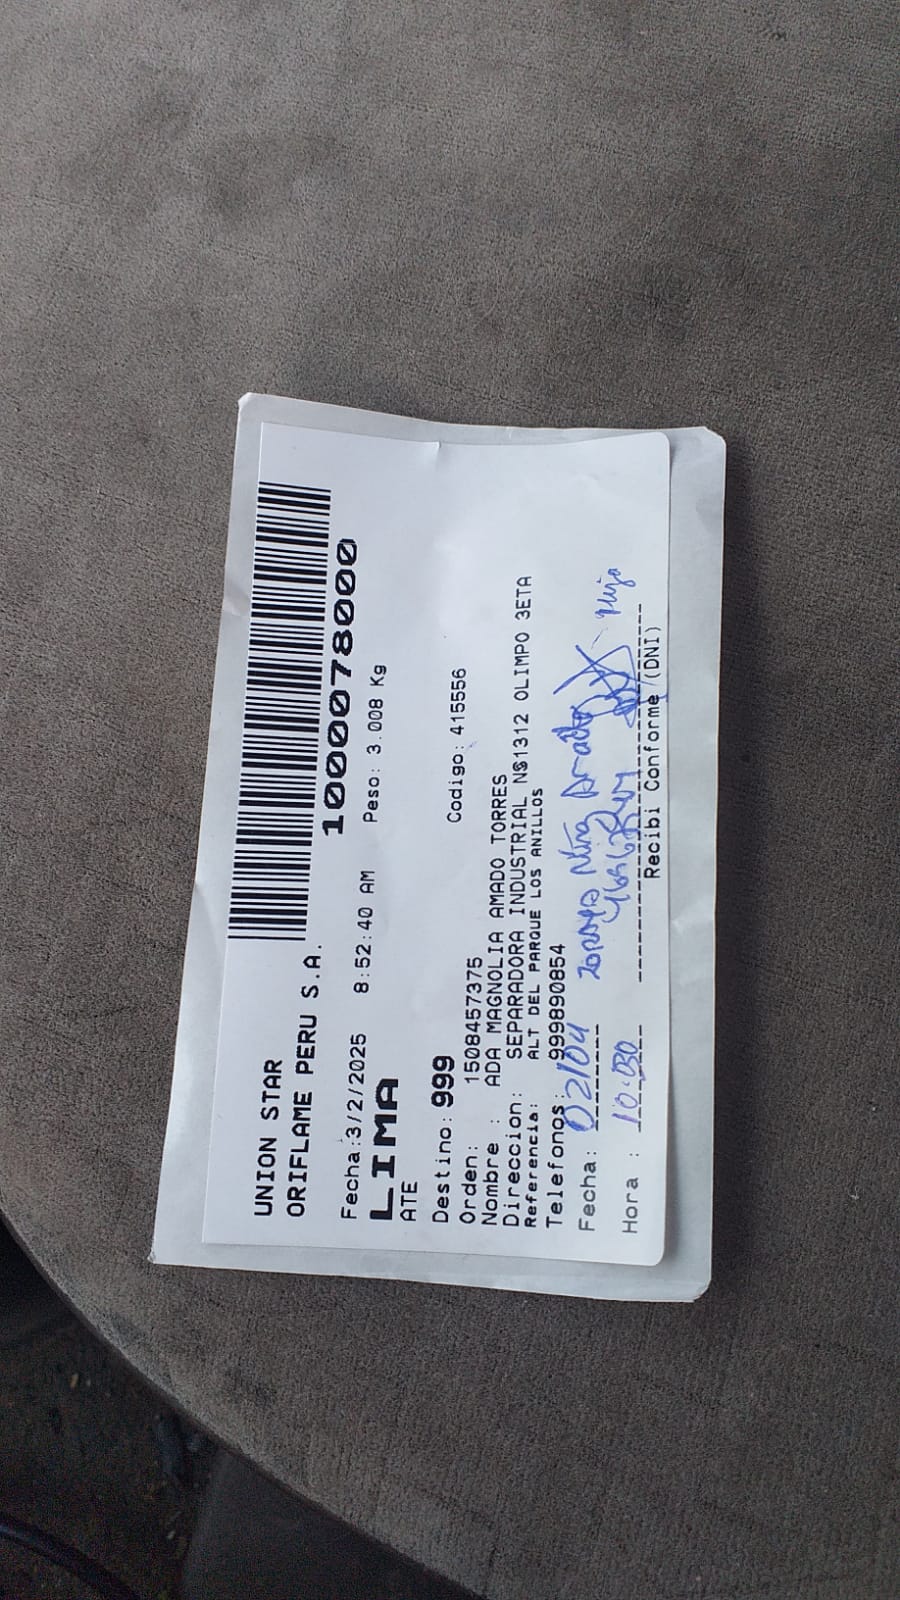 UNION STAR
ORIFLAME PERU S.A.
1000078000
Fecha:3/2/2025 8:52:40 AM Peso: 3.008 Kg
LIMA
ATE
Destino: 999 Codigo: 415556
Orden: 1508457375
Nombre : ADA MAGNOLIA AMADO TORRES
Direccion: SEPARADORA INDUSTRIAL N$1312 OLIMPO 3ETA
Referencia: ALT DEL PARQUE LOS ANILLOS
Telefonos: 999890854
Fecha: 02/04
Hora : 10:030
Recibi Conforme (DNI)